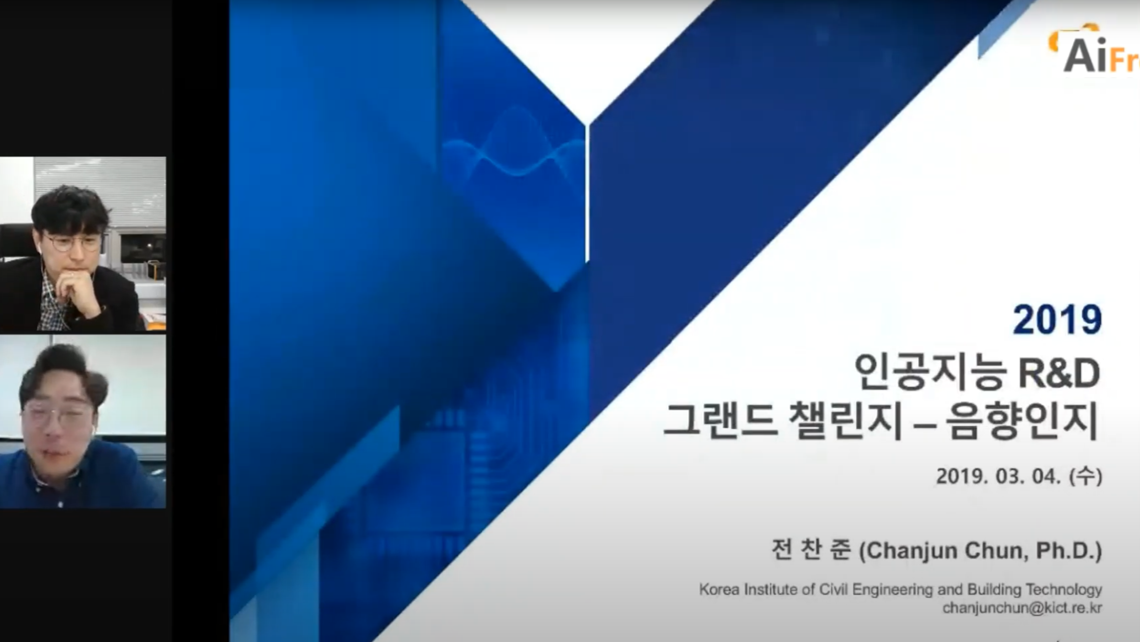 Ai
2019
인공지능 R&D
그랜드 챌린지 – 음향인지
2019. 03. 04. (수)
전 찬 준 (Chanjun Chun, Ph.D.)
Korea Institute of Civil Engineering and Building Technology
chanjunchun@kict.re.kr